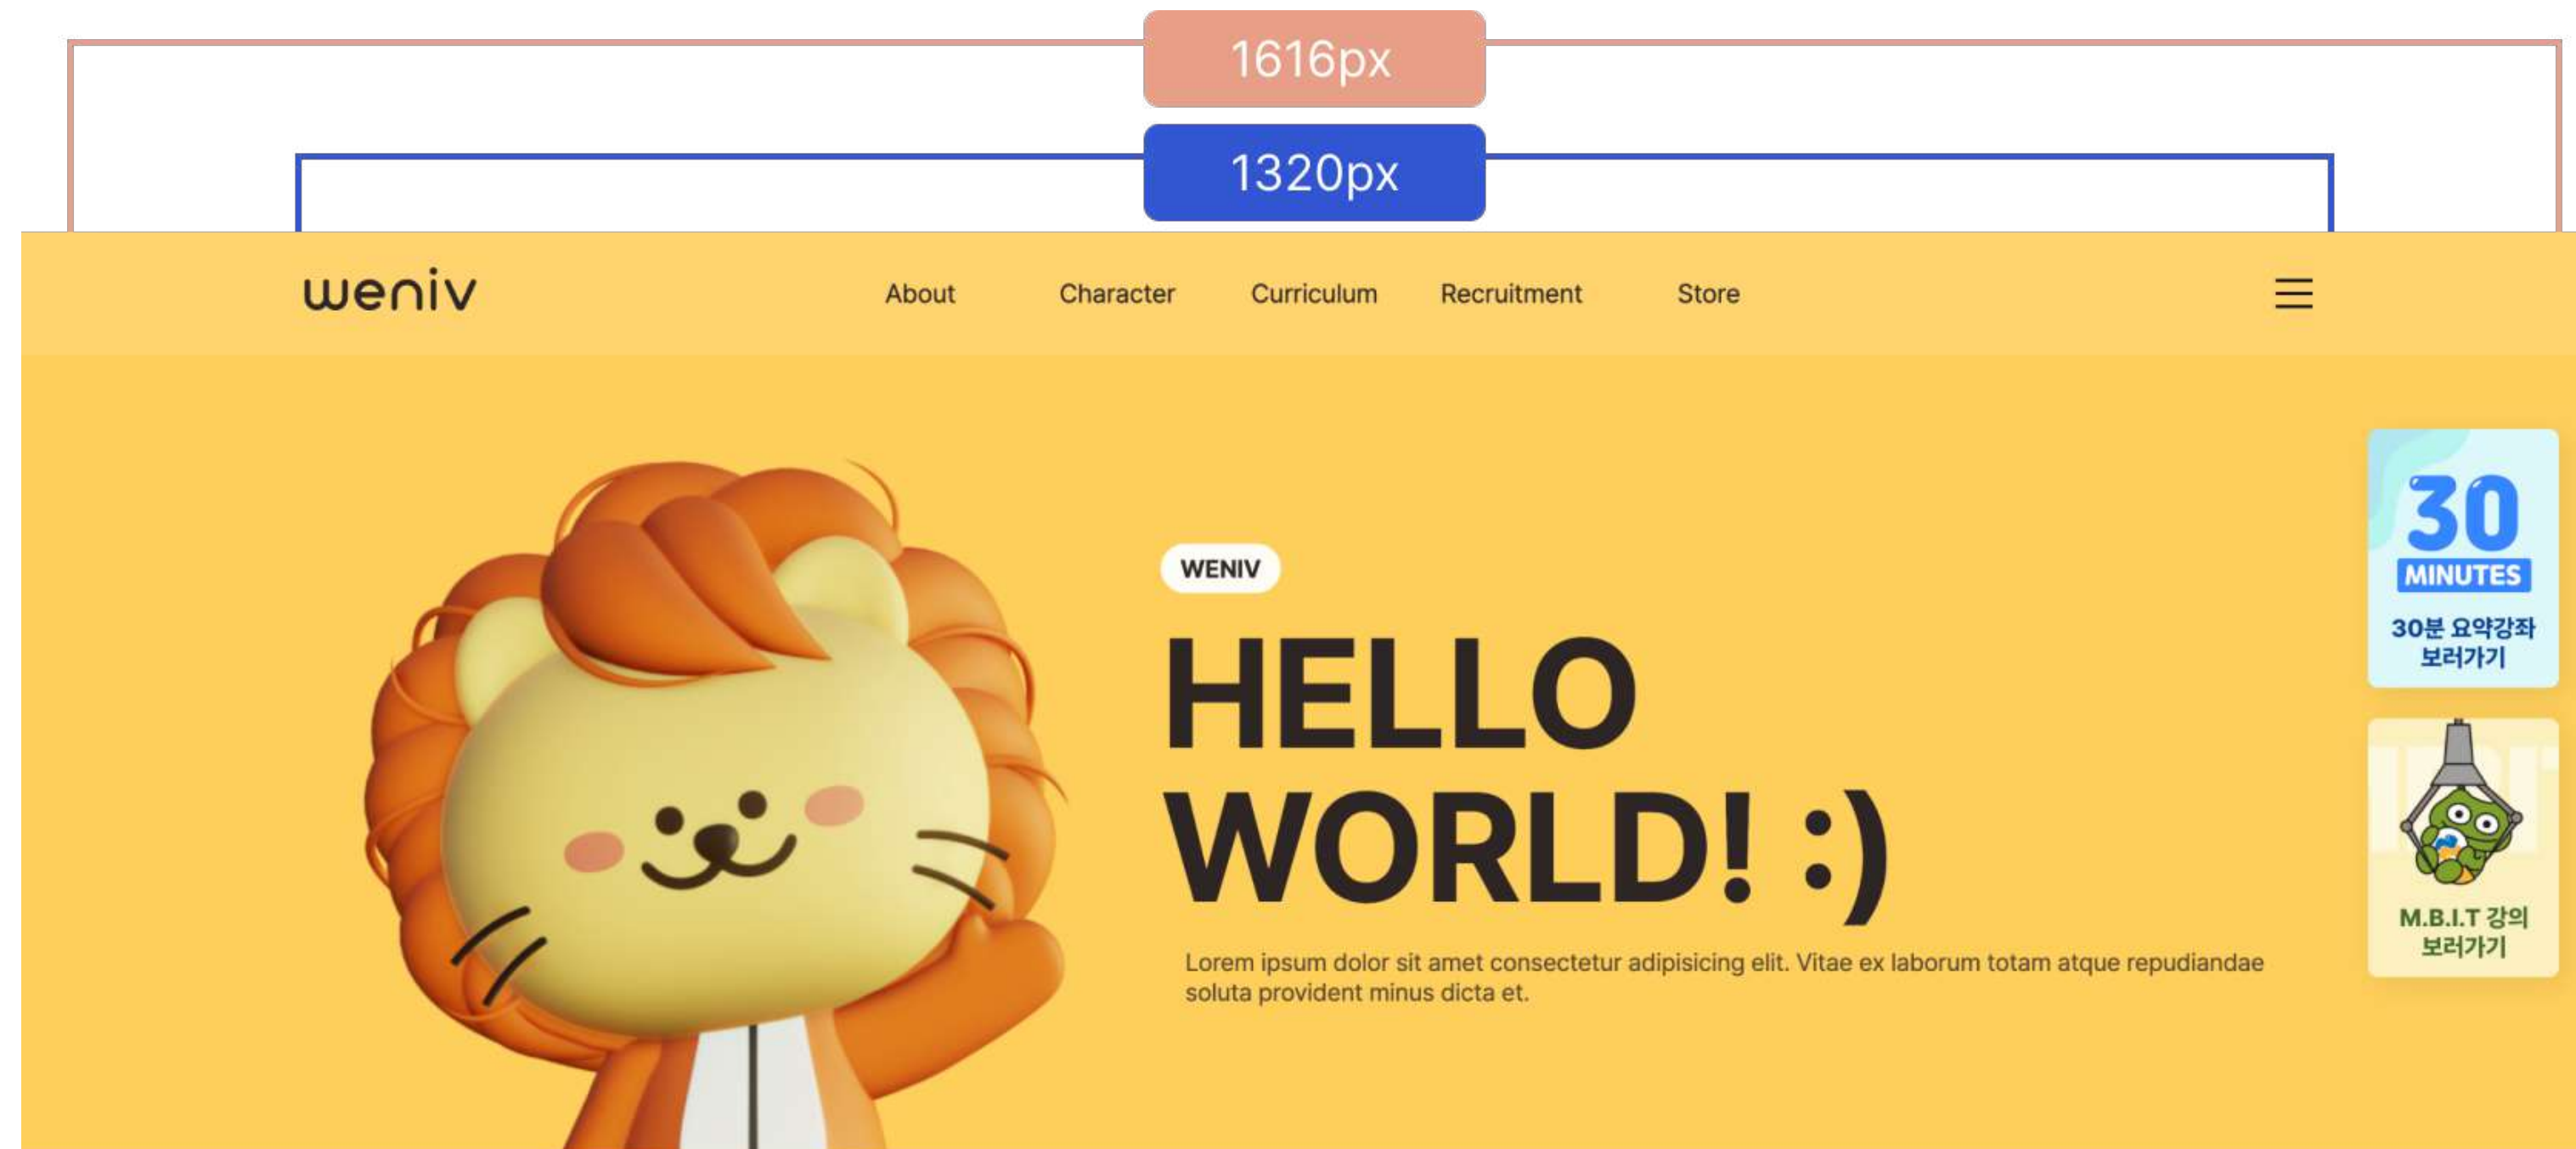 1616px
1320px
weniv
About Character Curriculum Recruitment Store
WENIV
HELLO
WORLD! :)
Lorem ipsum dolor sit amet consectetur adipisicing elit. Vitae ex laborum totam atque repudiandae
soluta provident minus dicta et.
30
MINUTES
30분 요약강좌
보러가기
M.B.I.T 강의
보러가기